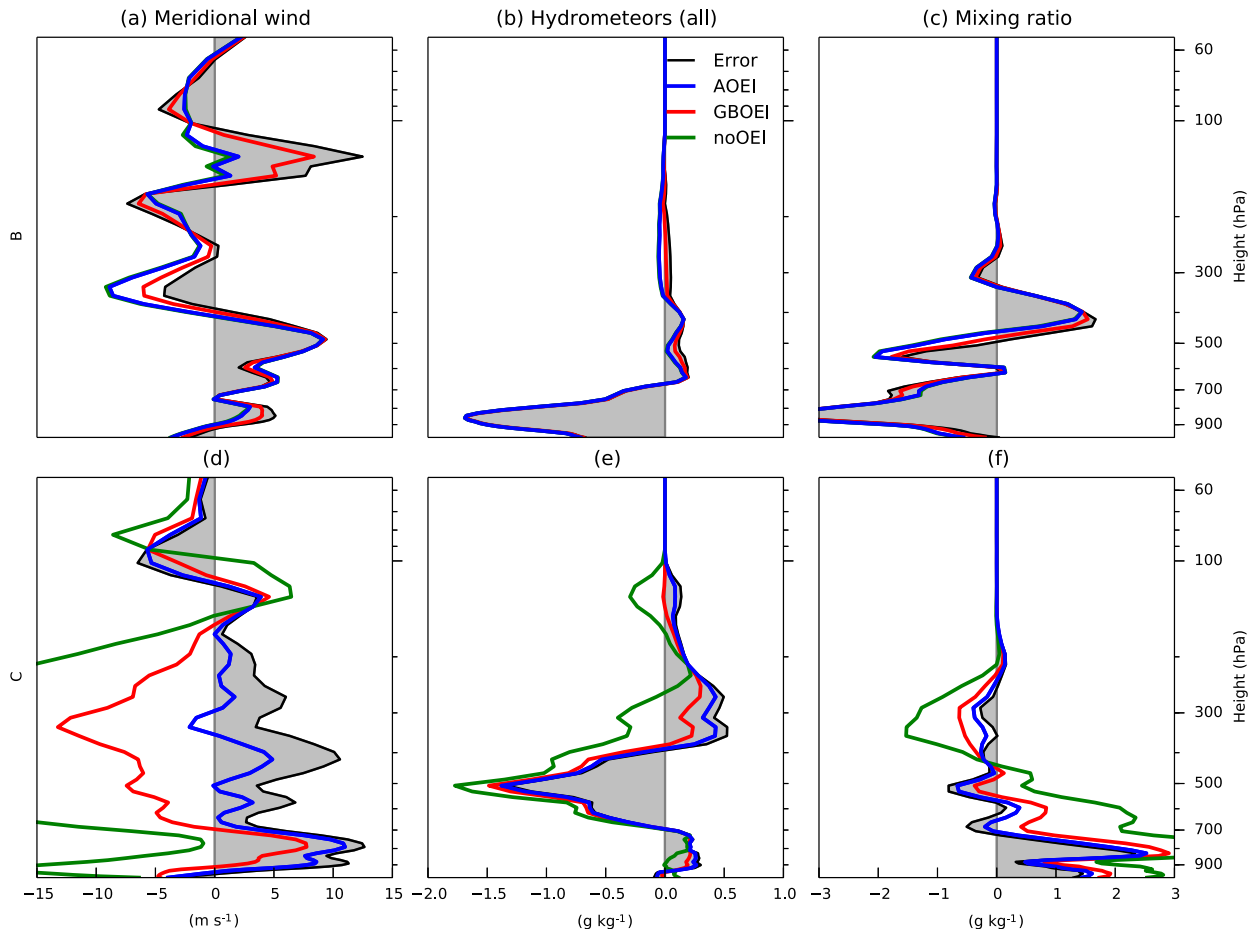 (a) Meridional wind
(b) Hydrometeors (all)
(c) Mixing ratio
Error
AOEI
GBOEI
noOEI
B
60
100
300
500
700
900
Height (hPa)
(d)
(e)
(f)
C
60
100
300
500
700
900
Height (hPa)
−15 −10 −5 0 5 10 15
−2.0 −1.5 −1.0 −0.5 0.0 0.5 1.0
−3 −2 −1 0 1 2 3
(m s⁻¹)
(g kg⁻¹)
(g kg⁻¹)